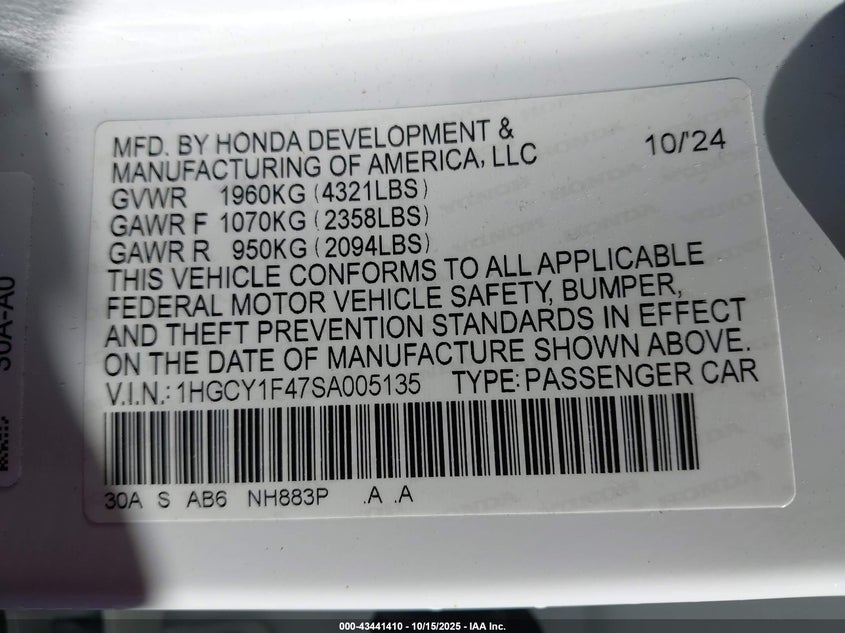 MFD. BY HONDA DEVELOPMENT &
MANUFACTURING OF AMERICA, LLC 10/'24
GVWR 1960KG (4321LBS)
GAWR F 1070KG (2358LBS)
GAWR R 950KG (2094LBS)
THIS VEHICLE CONFORMS TO ALL APPLICABLE
FEDERAL MOTOR VEHICLE SAFETY, BUMPER,
AND THEFT PREVENTION STANDARDS IN EFFECT
ON THE DATE OF MANUFACTURE SHOWN ABOVE.
V.I.N.: 1HGCY1F47SA005135 TYPE: PASSENGER CAR
30A S AB6 NH883P .A .A
30A-A0
000-43441410 | 10/15/2025 - IAA Inc.